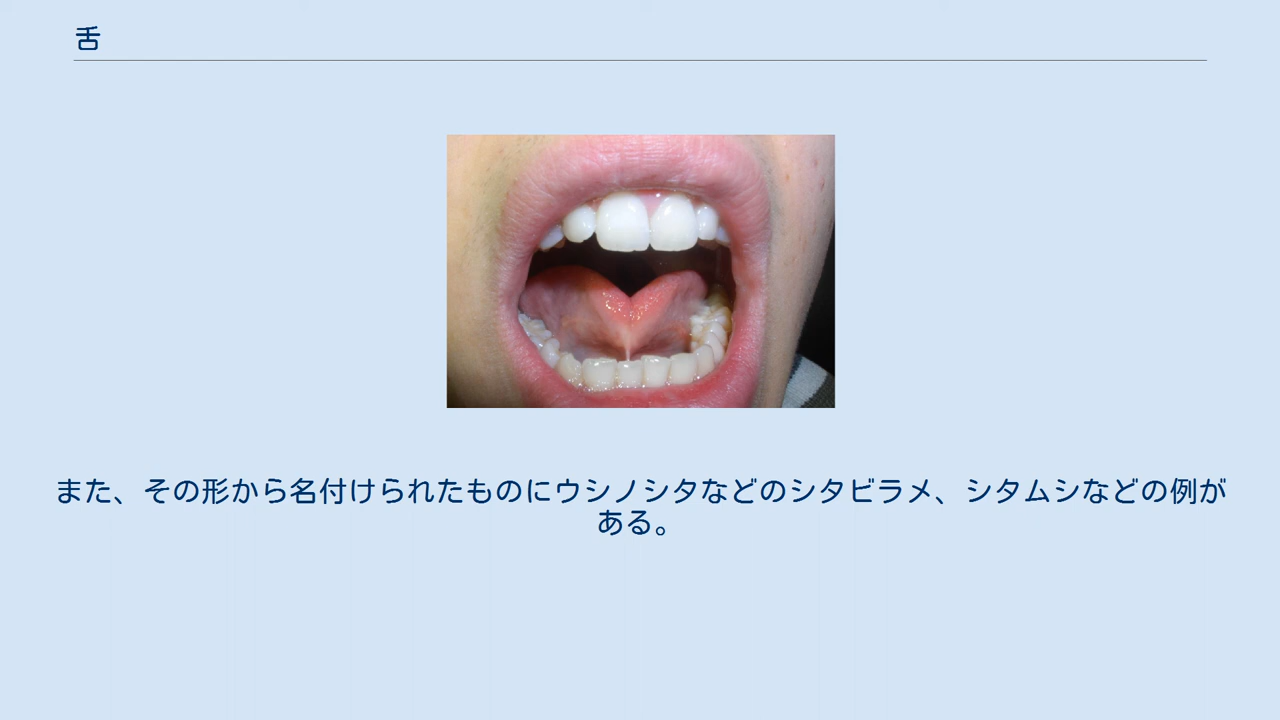 舌
また、その形から名付けられたものにウシノシタなどのシタビラメ、シタムシなどの例が
ある。